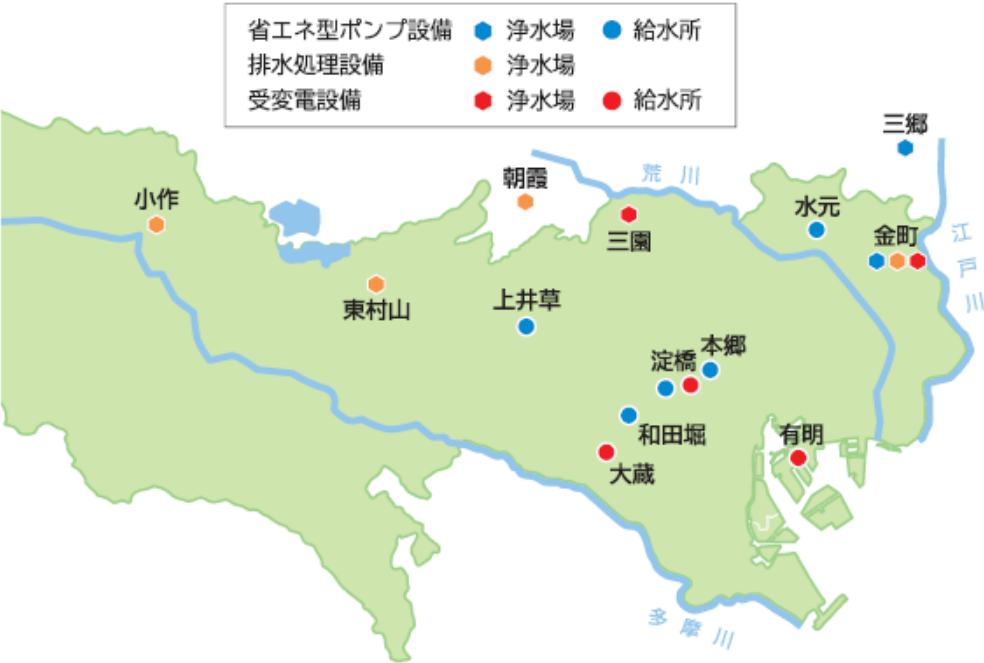 省エネ型ポンプ設備 浄水場 給水所
排水処理設備 浄水場
受変電設備 浄水場 給水所
三郷
朝霞
荒川
小作
水元
金町
江戸川
三園
東村山
上井草
本郷
淀橋
和田堀
有明
大蔵
多摩川